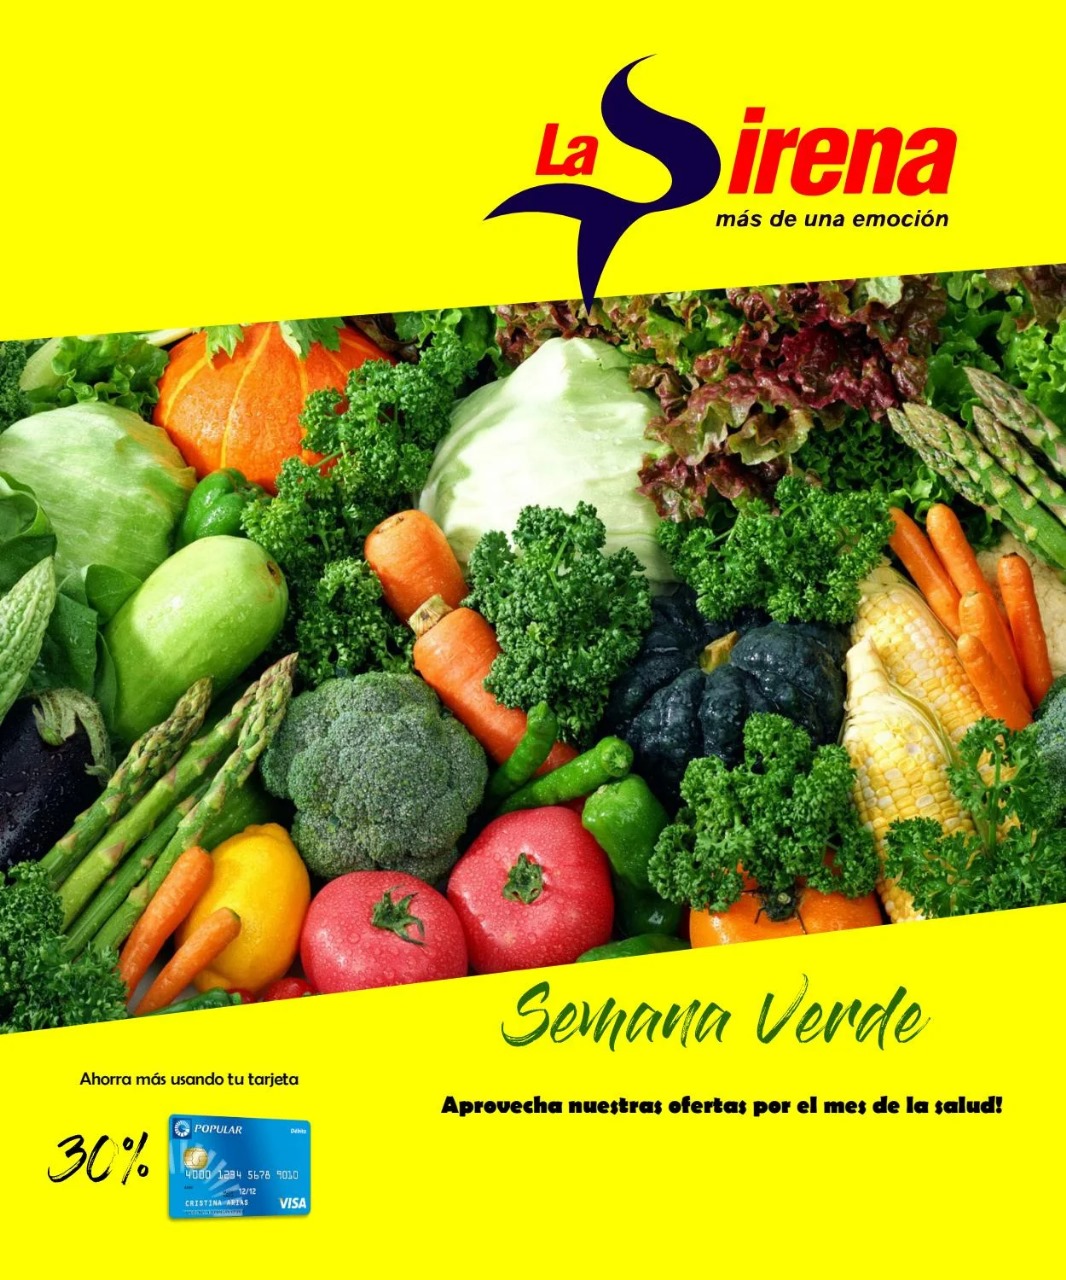 La Sirena
más de una emoción
Semana Verde
Ahorra más usando tu tarjeta
Aprovecha nuestras ofertas por el mes de la salud!
30%
POPULAR
Débito
4000 1234 5678 9010
12/12
CRISTINA ARIAS
VISA